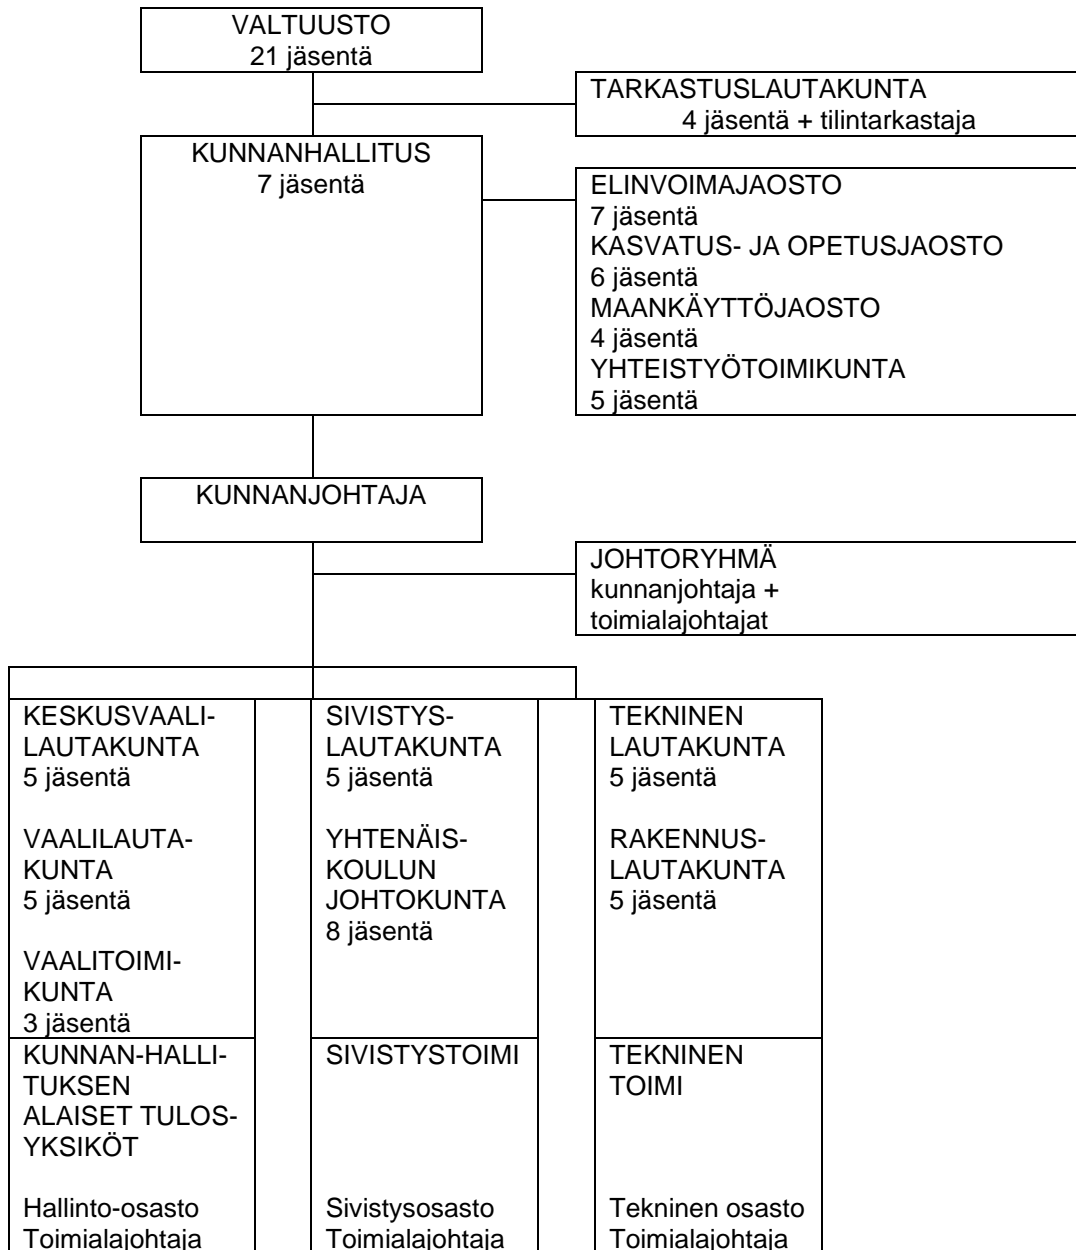 VALTUUSTO
21 jäsentä
TARKASTUSLAUTAKUNTA
4 jäsentä + tilintarkastaja
KUNNANHALLITUS
7 jäsentä
ELINVOIMAJAOSTO
7 jäsentä
KASVATUS- JA OPETUSJAOSTO
6 jäsentä
MAANKÄYTTÖJAOSTO
4 jäsentä
YHTEISTYÖTOIMIKUNTA
5 jäsentä
KUNNANJOHTAJA
JOHTORYHMÄ
kunnanjohtaja +
toimialajohtajat
KESKUSVAALI-
LAUTAKUNTA
5 jäsentä
VAALILAUTA-
KUNTA
5 jäsentä
VAALITOIMI-
KUNTA
3 jäsentä
SIVISTYS-
LAUTAKUNTA
5 jäsentä
YHTENÄIS-
KOULUN
JOHTOKUNTA
8 jäsentä
TEKNINEN
LAUTAKUNTA
5 jäsentä
RAKENNUS-
LAUTAKUNTA
5 jäsentä
KUNNAN-HALLI-
TUKSEN
ALAISET TULOS-
YKSIKÖT
Hallinto-osasto
Toimialajohtaja
SIVISTYSTOIMI
Sivistysosasto
Toimialajohtaja
TEKNINEN
TOIMI
Tekninen osasto
Toimialajohtaja